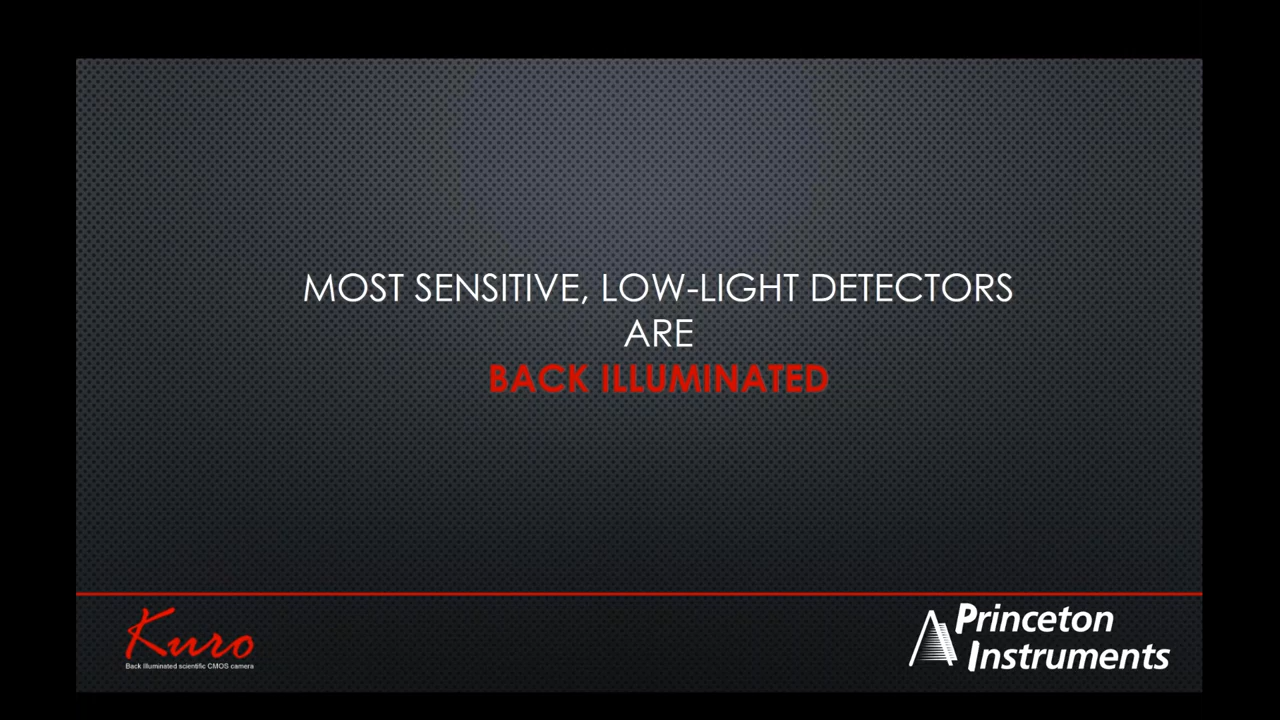 MOST SENSITIVE, LOW-LIGHT DETECTORS
ARE
BACK ILLUMINATED
Kuro
Back Illuminated scientific CMOS camera
Princeton
Instruments